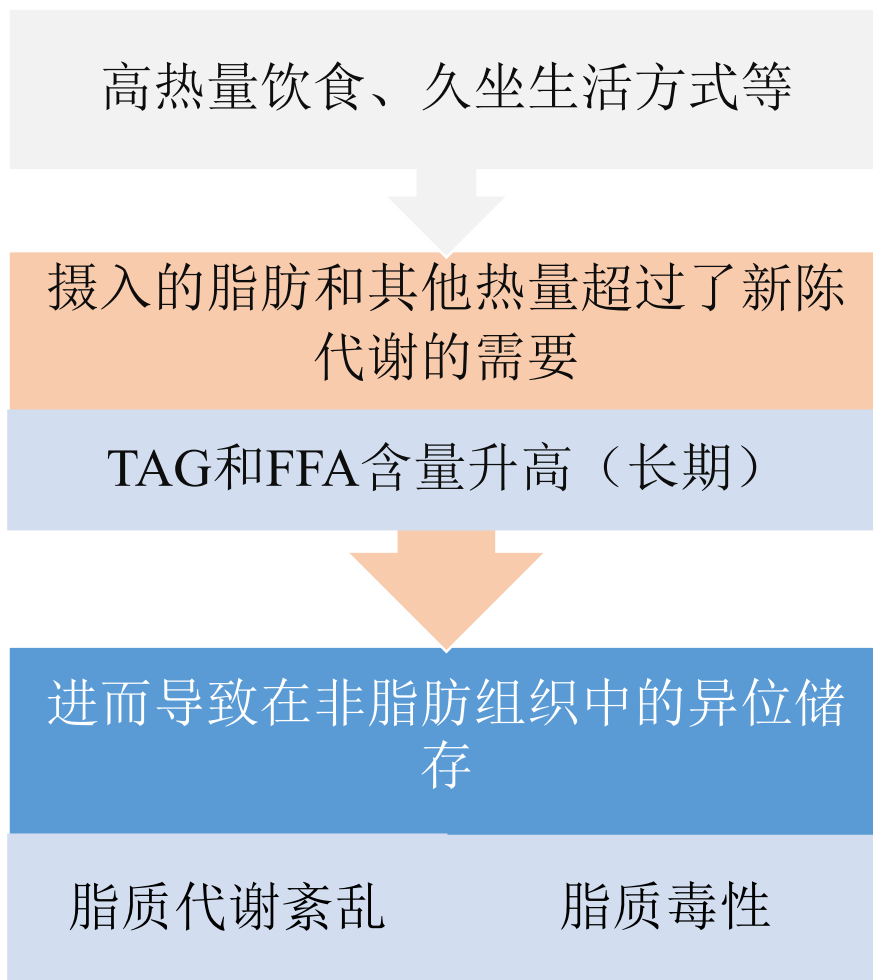 高热量饮食、久坐生活方式等
摄入的脂肪和其他热量超过了新陈
代谢的需要
TAG和FFA含量升高（长期）
进而导致在非脂肪组织中的异位储
存
脂质代谢紊乱
脂质毒性